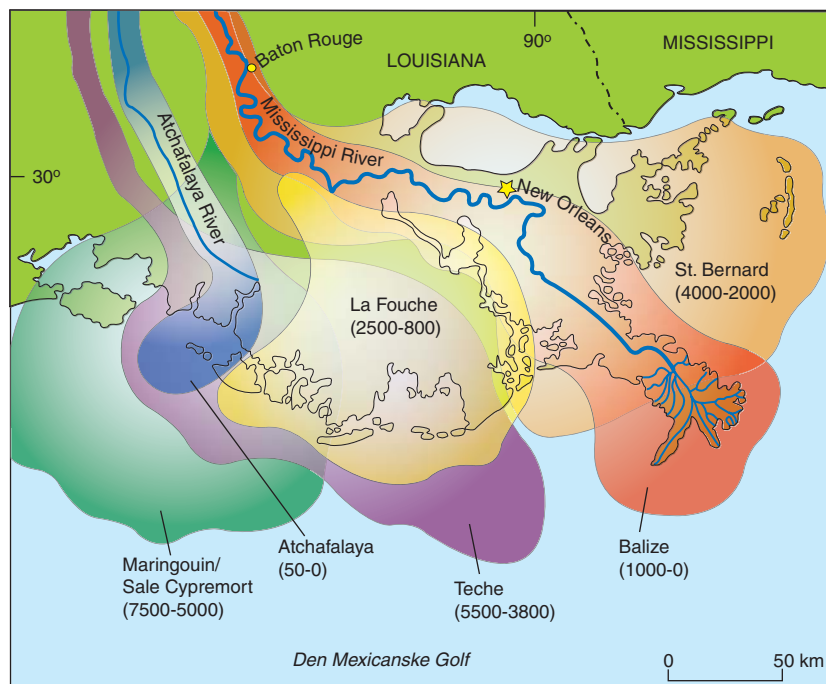 90º
MISSISSIPPI
LOUISIANA
Baton Rouge
Mississippi River
Atchafalaya River
30º
New Orleans
St. Bernard
(4000-2000)
La Fouche
(2500-800)
Maringouin/
Sale Cypremort
(7500-5000)
Atchafalaya
(50-0)
Teche
(5500-3800)
Balize
(1000-0)
Den Mexicanske Golf
0
50 km